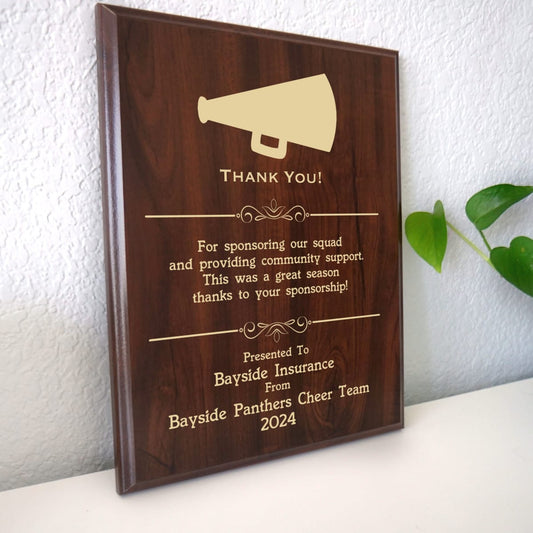 THANK YOU!
For sponsoring our squad
and providing community support.
This was a great season
thanks to your sponsorship!
Presented To
Bayside Insurance
From
Bayside Panthers Cheer Team
2024